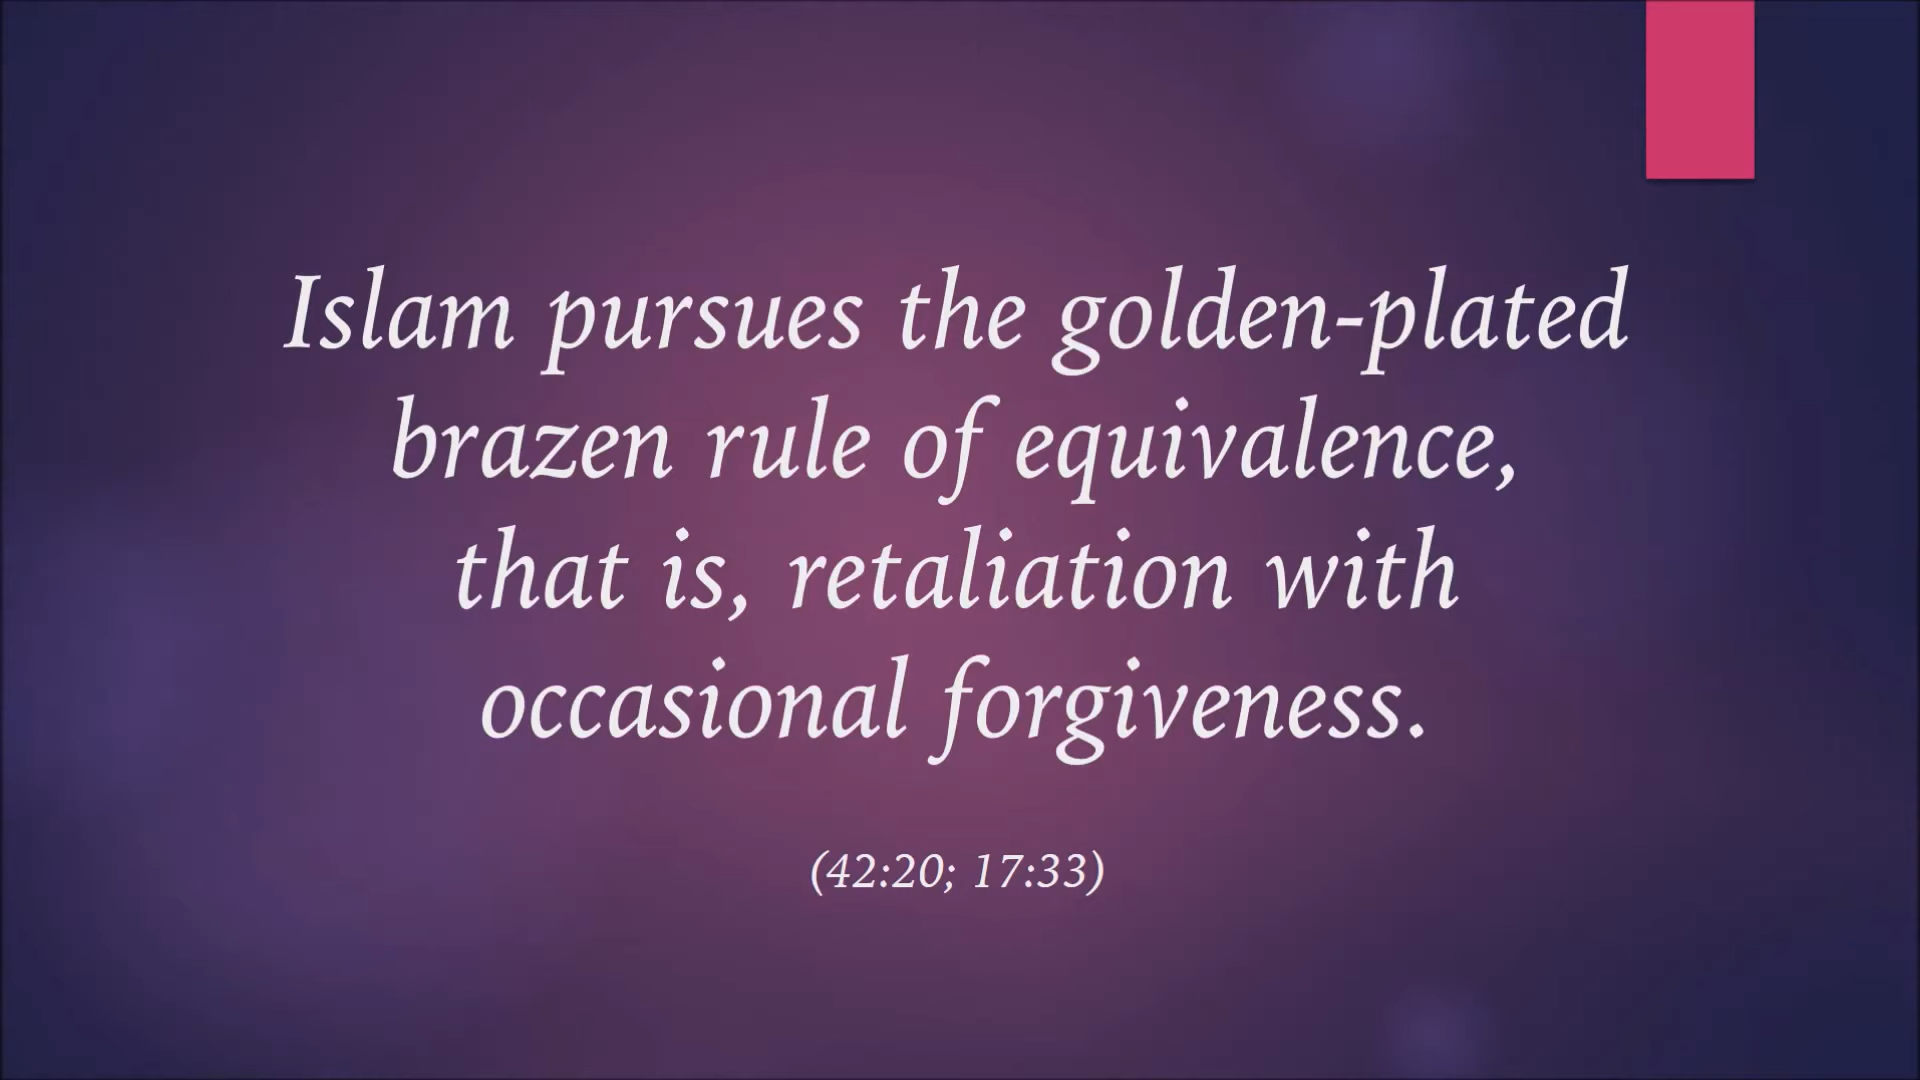 Islam pursues the golden-plated
brazen rule of equivalence,
that is, retaliation with
occasional forgiveness.
(42:20; 17:33)